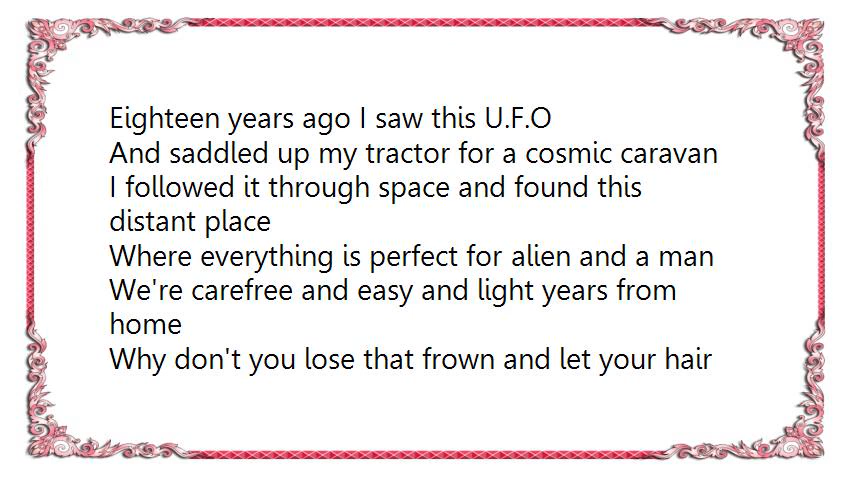 Eighteen years ago I saw this U.F.O
And saddled up my tractor for a cosmic caravan
I followed it through space and found this
distant place
Where everything is perfect for alien and a man
We're carefree and easy and light years from
home
Why don't you lose that frown and let your hair